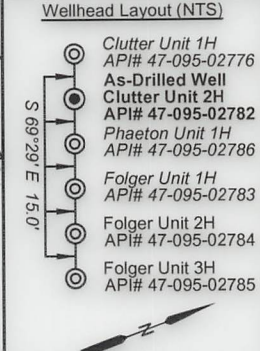 Wellhead Layout (NTS)
Clutter Unit 1H
API# 47-095-02776
As-Drilled Well
Clutter Unit 2H
API# 47-095-02782
Phaeton Unit 1H
API# 47-095-02786
Folger Unit 1H
API# 47-095-02783
Folger Unit 2H
API# 47-095-02784
Folger Unit 3H
API# 47-095-02785
S 69°29' E 15.0'
N